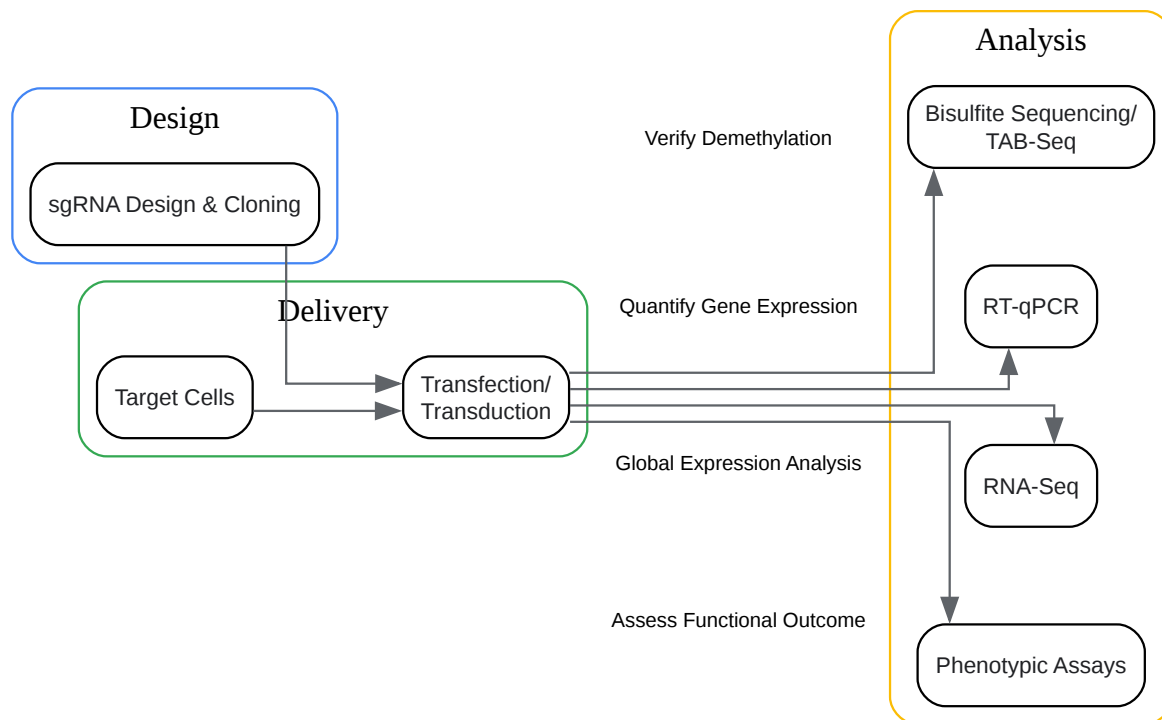 Design
sgRNA Design & Cloning
Delivery
Target Cells
Transfection/
Transduction
Verify Demethylation
Quantify Gene Expression
Global Expression Analysis
Assess Functional Outcome
Analysis
Bisulfite Sequencing/
TAB-Seq
RT-qPCR
RNA-Seq
Phenotypic Assays